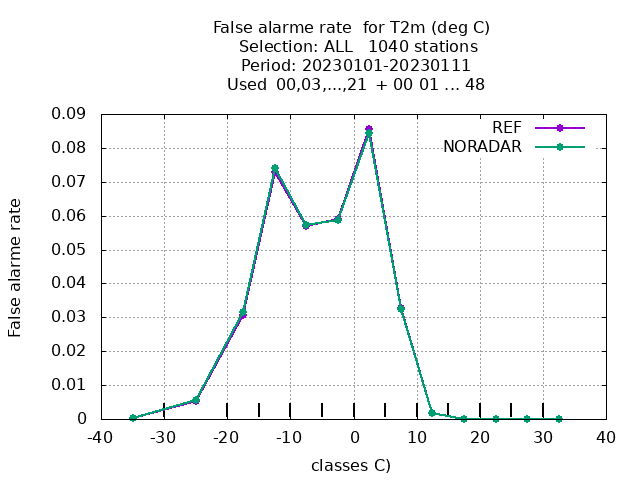 False alarme rate  for T2m (deg C)
Selection: ALL   1040 stations
Period: 20230101-20230111
Used  00,03,...,21  + 00 01 ... 48
REF
NORADAR
False alarme rate
0.09
0.08
0.07
0.06
0.05
0.04
0.03
0.02
0.01
0
-40 -30 -20 -10 0 10 20 30 40
classes C)